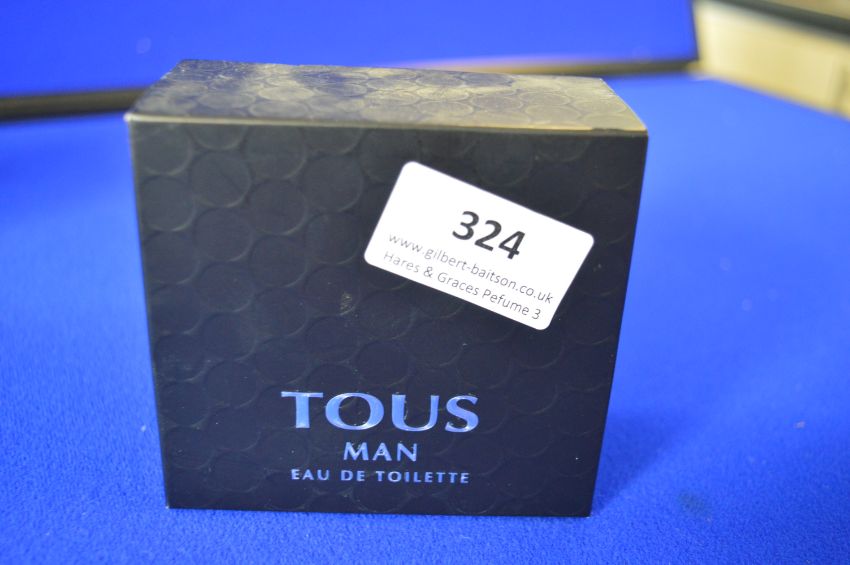 324
www.gilbert-baitson.co.uk
Hares & Graces Pefume 3
TOUS
MAN
EAU DE TOILETTE